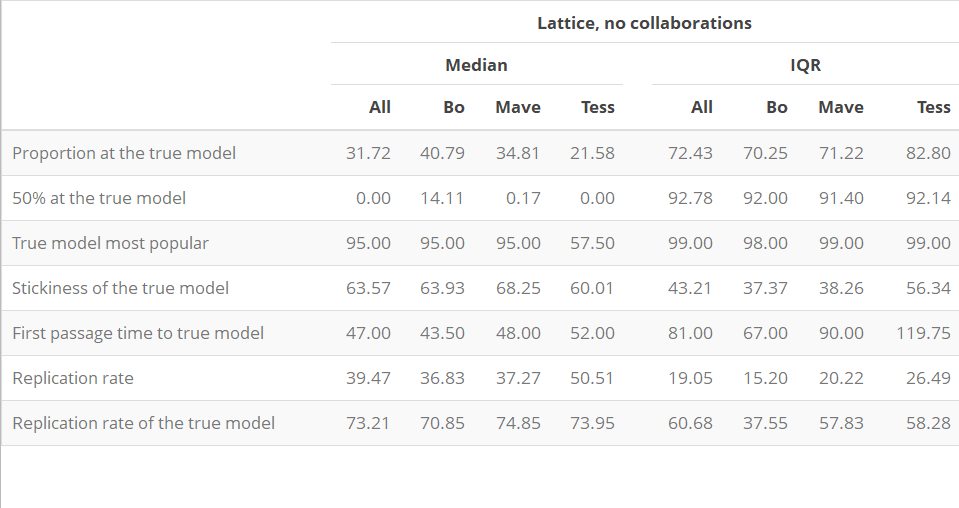 Lattice, no collaborations
Median IQR
All Bo Mave Tess All Bo Mave Tess
Proportion at the true model 31.72 40.79 34.81 21.58 72.43 70.25 71.22 82.80
50% at the true model 0.00 14.11 0.17 0.00 92.78 92.00 91.40 92.14
True model most popular 95.00 95.00 95.00 57.50 99.00 98.00 99.00 99.00
Stickiness of the true model 63.57 63.93 68.25 60.01 43.21 37.37 38.26 56.34
First passage time to true model 47.00 43.50 48.00 52.00 81.00 67.00 90.00 119.75
Replication rate 39.47 36.83 37.27 50.51 19.05 15.20 20.22 26.49
Replication rate of the true model 73.21 70.85 74.85 73.95 60.68 37.55 57.83 58.28